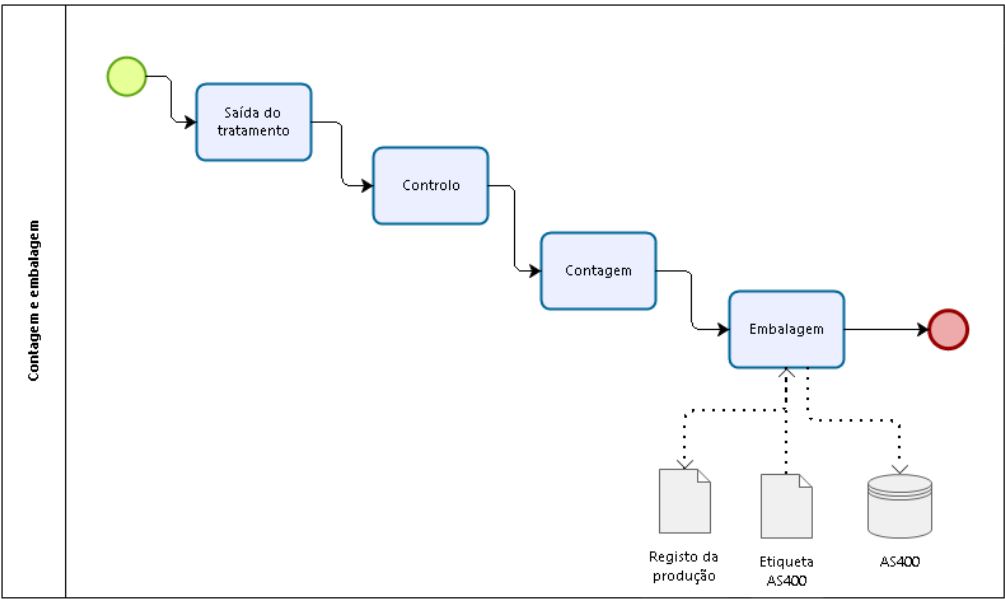 Contagem e embalagem
Saída do
tratamento
Controlo
Contagem
Embalagem
Registo da
produção
Etiqueta
AS400
AS400